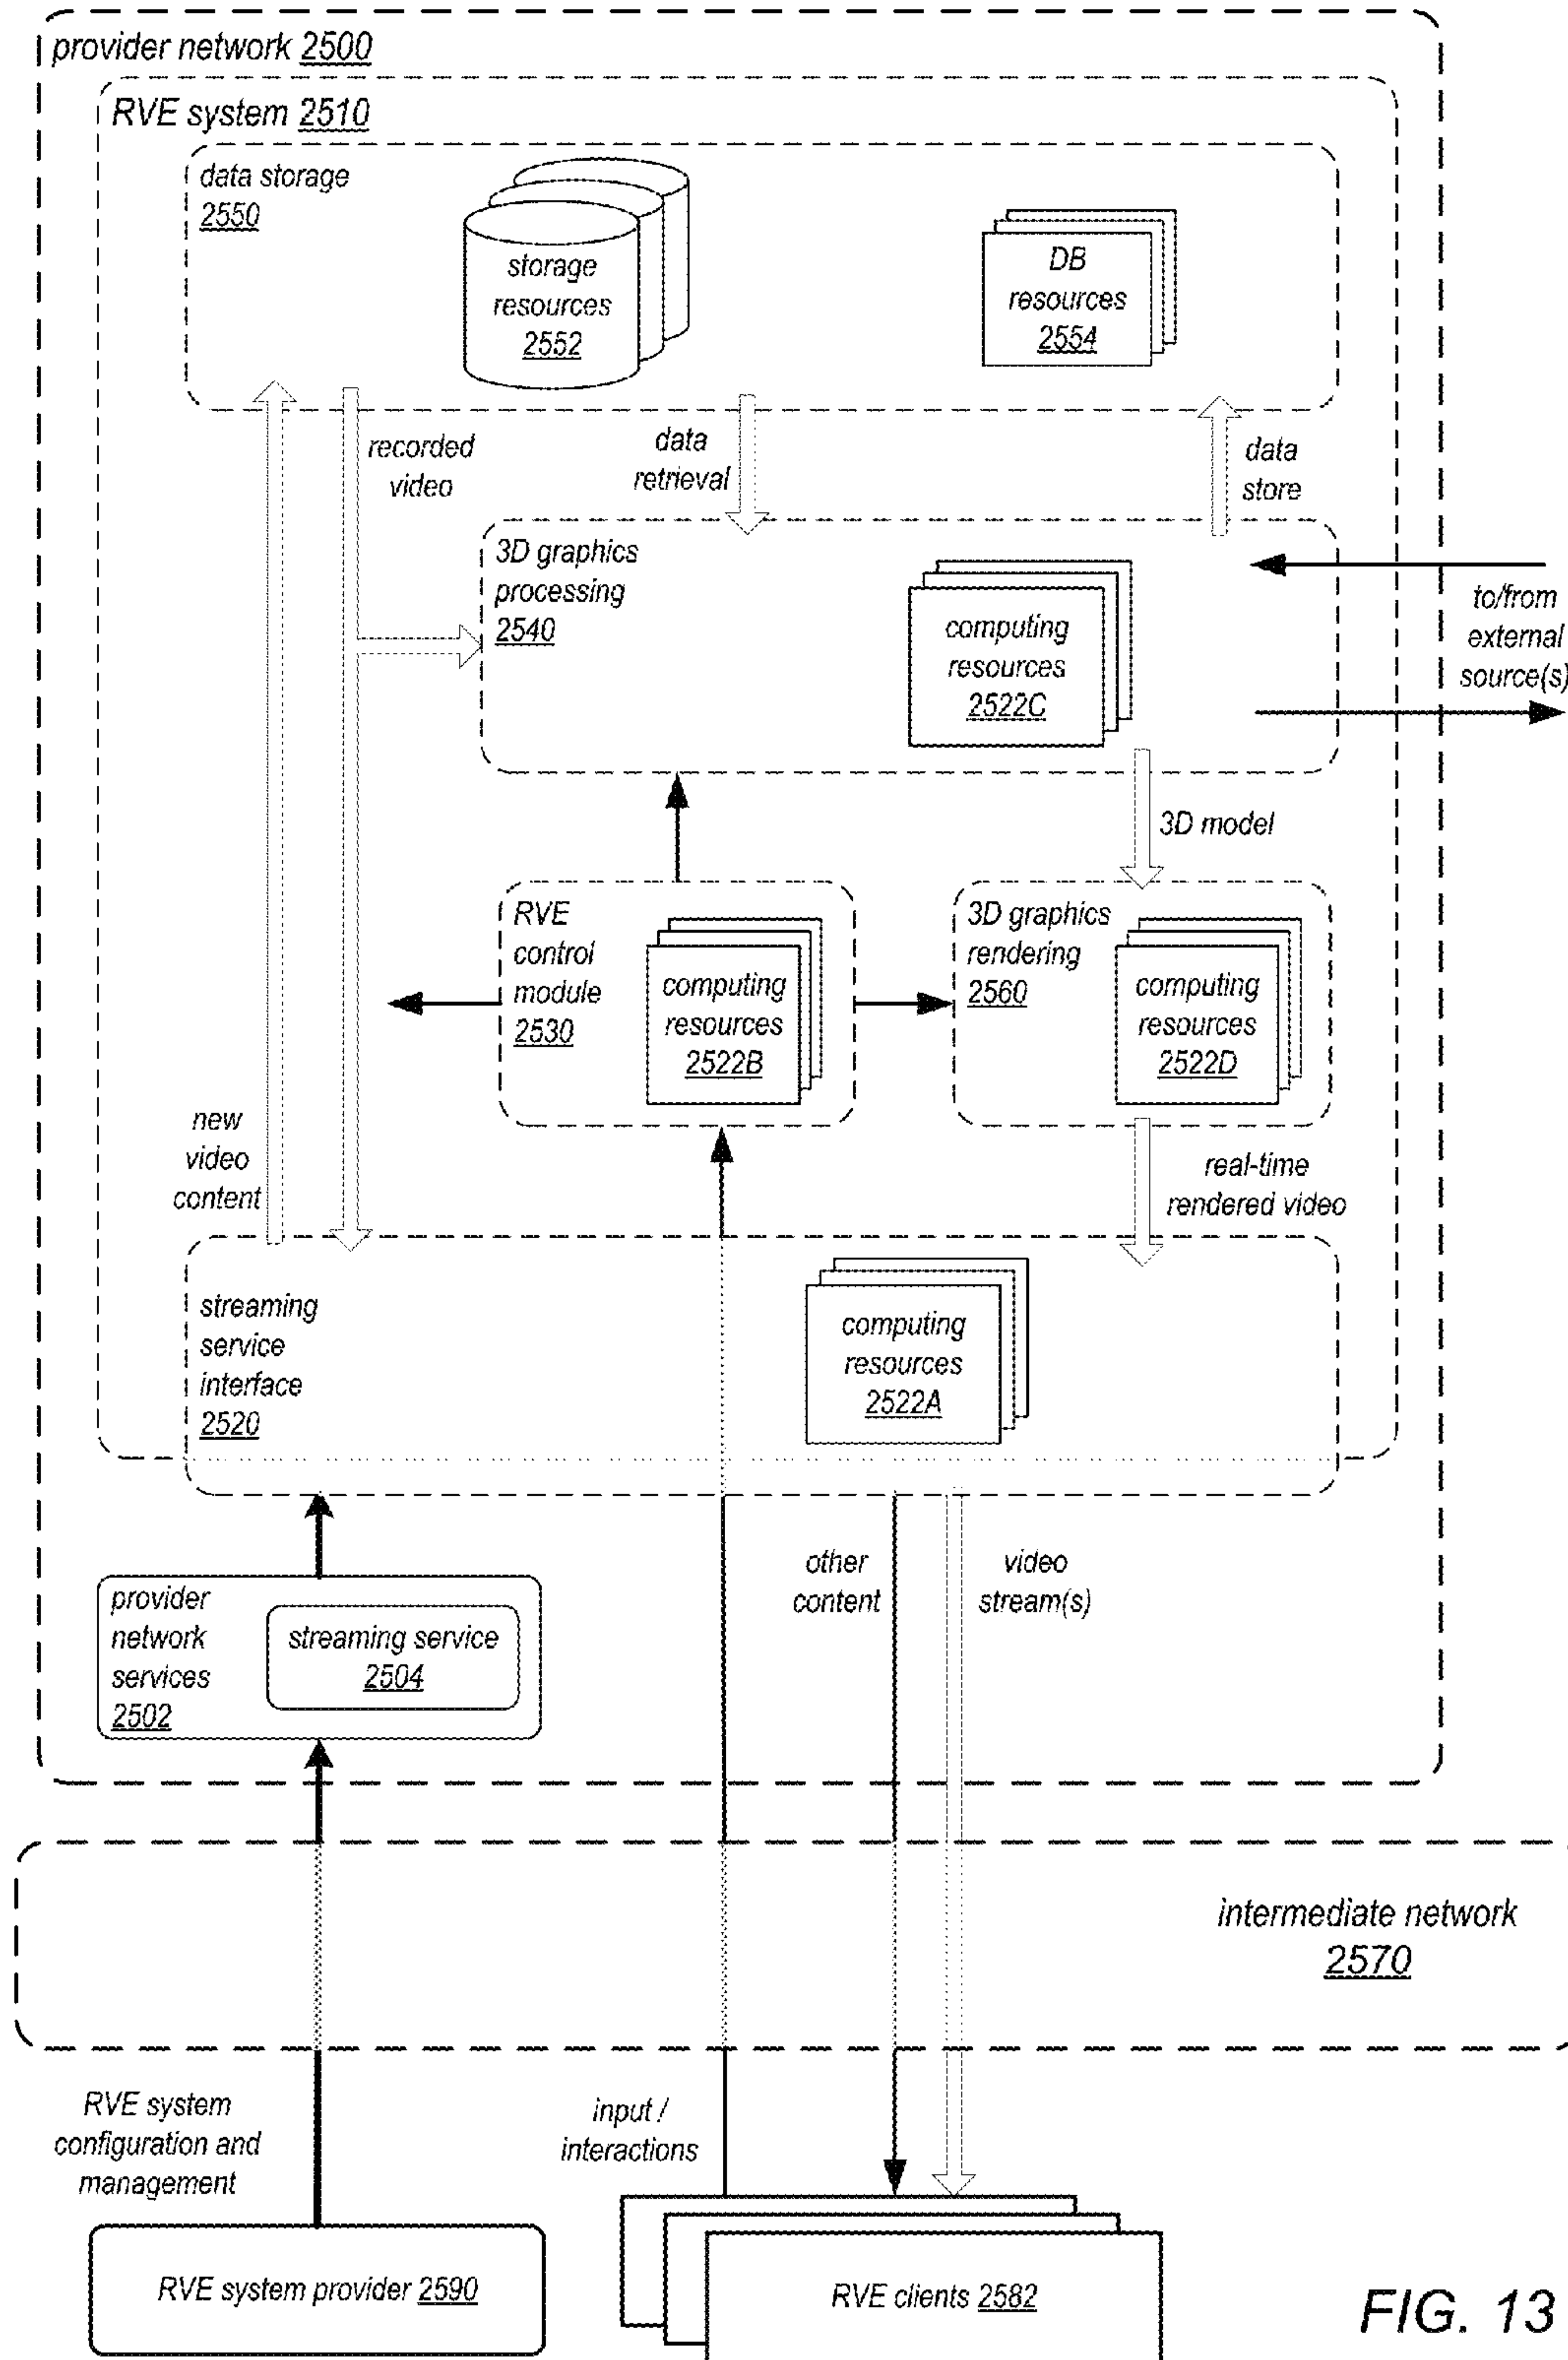 provider network 2500
RVE system 2510
data storage
2550
storage
resources
2552
DB
resources
2554
recorded
video
data
retrieval
data
store
3D graphics
processing
2540
computing
resources
2522C
to/from
external
source(s)
3D model
RVE
control
module
2530
computing
resources
2522B
3D graphics
rendering
2560
computing
resources
2522D
new
video
content
real-time
rendered video
streaming
service
interface
2520
computing
resources
2522A
other
content
video
stream(s)
provider
network
services
2502
streaming service
2504
intermediate network
2570
RVE system
configuration and
management
input /
interactions
RVE system provider 2590
RVE clients 2582
FIG. 13